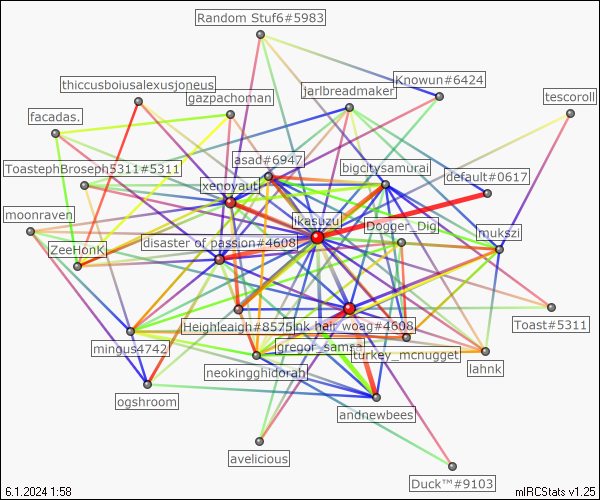 Random Stuf6#5983
Knowun#6424
thiccusboiusalexusjoneus
gazpachoman
jarlbreadmaker
tescoroll
facadas.
asad#6947
ToastephBroseph5311#5311
bigcitysamurai
default#0617
xenovaut
moonraven
ikasuzu
Dogger_Dig
mukszi
ZeeHonK
disaster of passion#4608
Heighleaigh#8575
ink hair woag#4608
Toast#5311
mingus4742
gregor_samsa
turkey_mcnugget
neokingghidorah
lahnk
ogshroom
andnewbees
avelicious
Duck™#9103
6.1.2024 1:58
mIRCStats v1.25